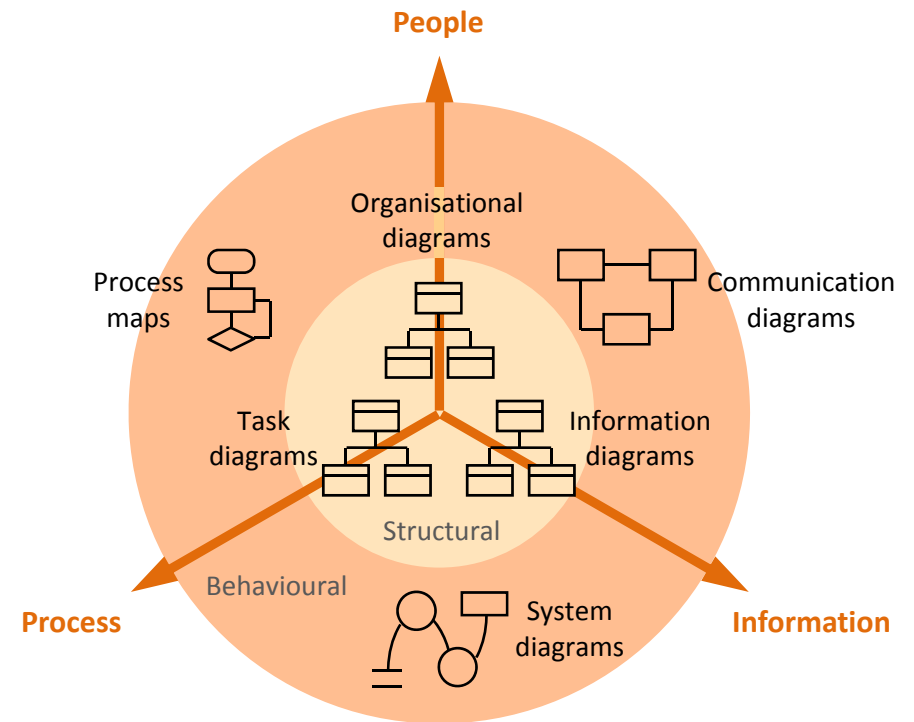 People
Organisational
diagrams
Process
maps
Communication
diagrams
Task
diagrams
Information
diagrams
Structural
Behavioural
Process
System
diagrams
Information